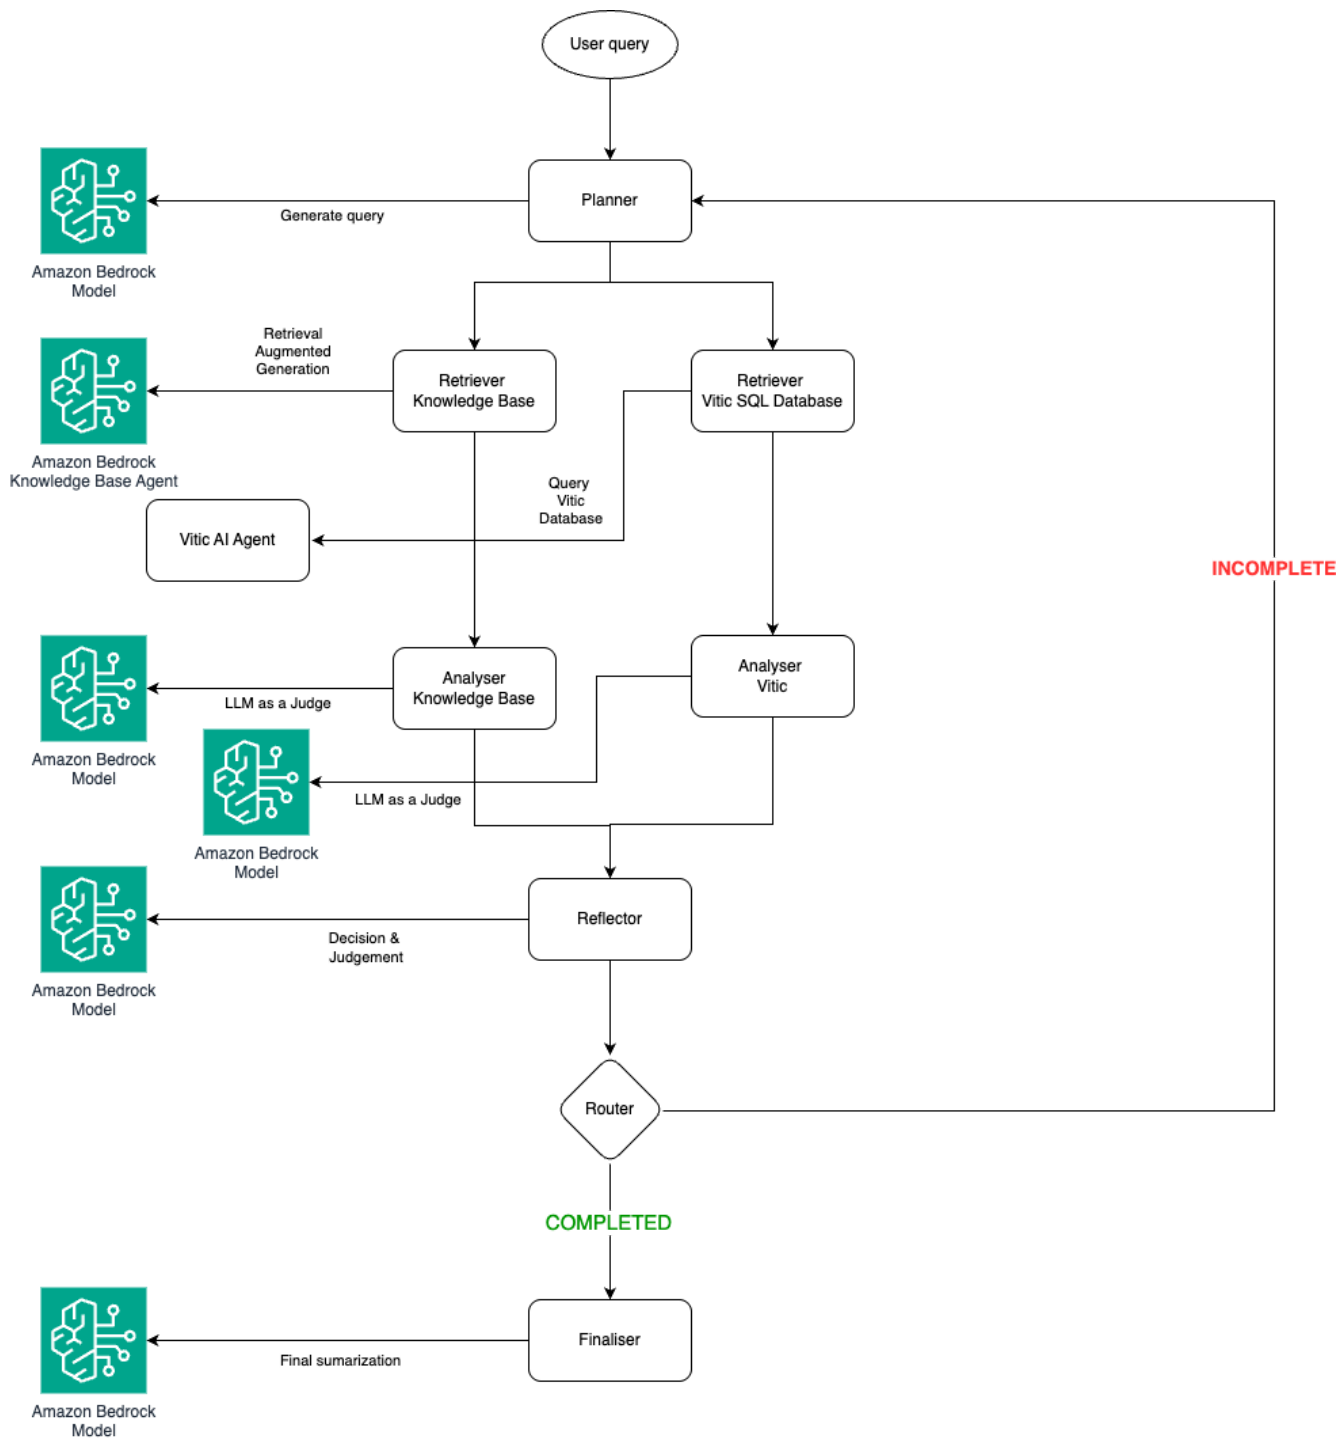 User query
Planner
Generate query
Amazon Bedrock
Model
Retrieval
Augmented
Generation
Retriever
Knowledge Base
Retriever
Vitic SQL Database
Amazon Bedrock
Knowledge Base Agent
Query
Vitic
Database
Vitic AI Agent
INCOMPLETE
Analyser
Knowledge Base
Analyser
Vitic
LLM as a Judge
Amazon Bedrock
Model
LLM as a Judge
Amazon Bedrock
Model
Reflector
Decision &
Judgement
Amazon Bedrock
Model
Router
COMPLETED
Finaliser
Final sumarization
Amazon Bedrock
Model